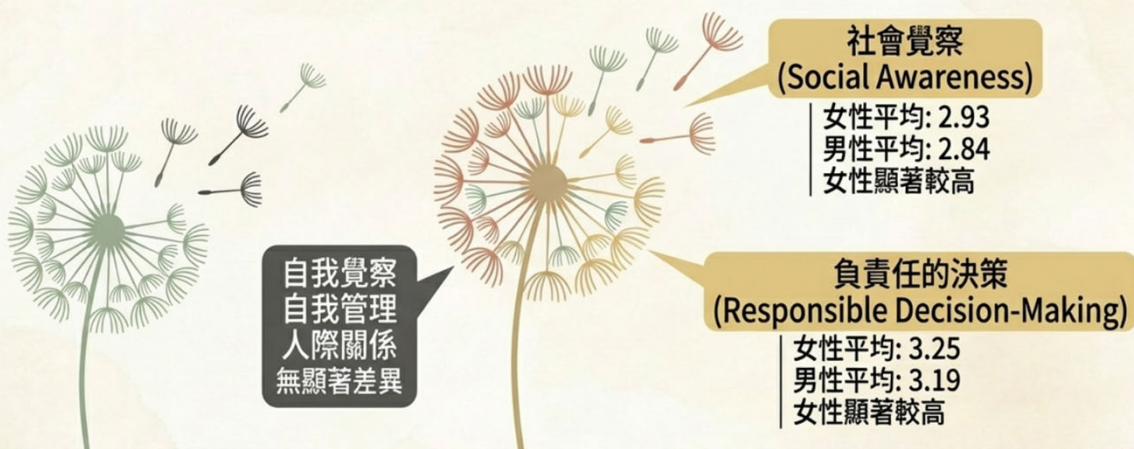 社會覺察
(Social Awareness)
女性平均: 2.93
男性平均: 2.84
女性顯著較高
自我覺察
自我管理
人際關係
無顯著差異
負責任的決策
(Responsible Decision-Making)
女性平均: 3.25
男性平均: 3.19
女性顯著較高